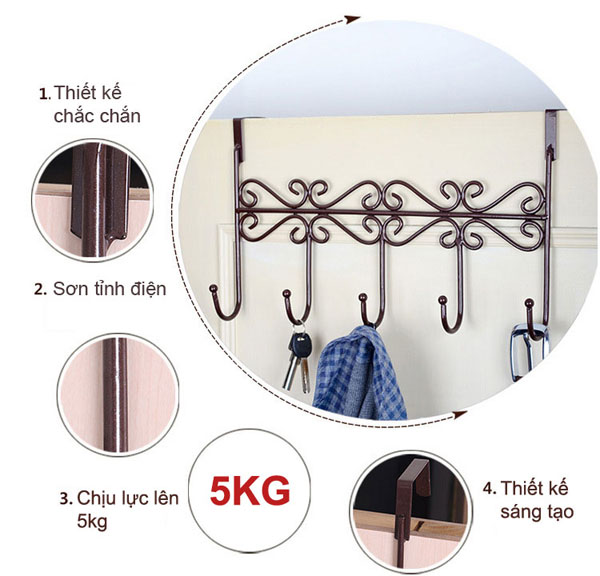 1. Thiết kế
chắc chắn
2. Sơn tỉnh điện
3. Chịu lực lên
5kg
5KG
4. Thiết kế
sáng tạo